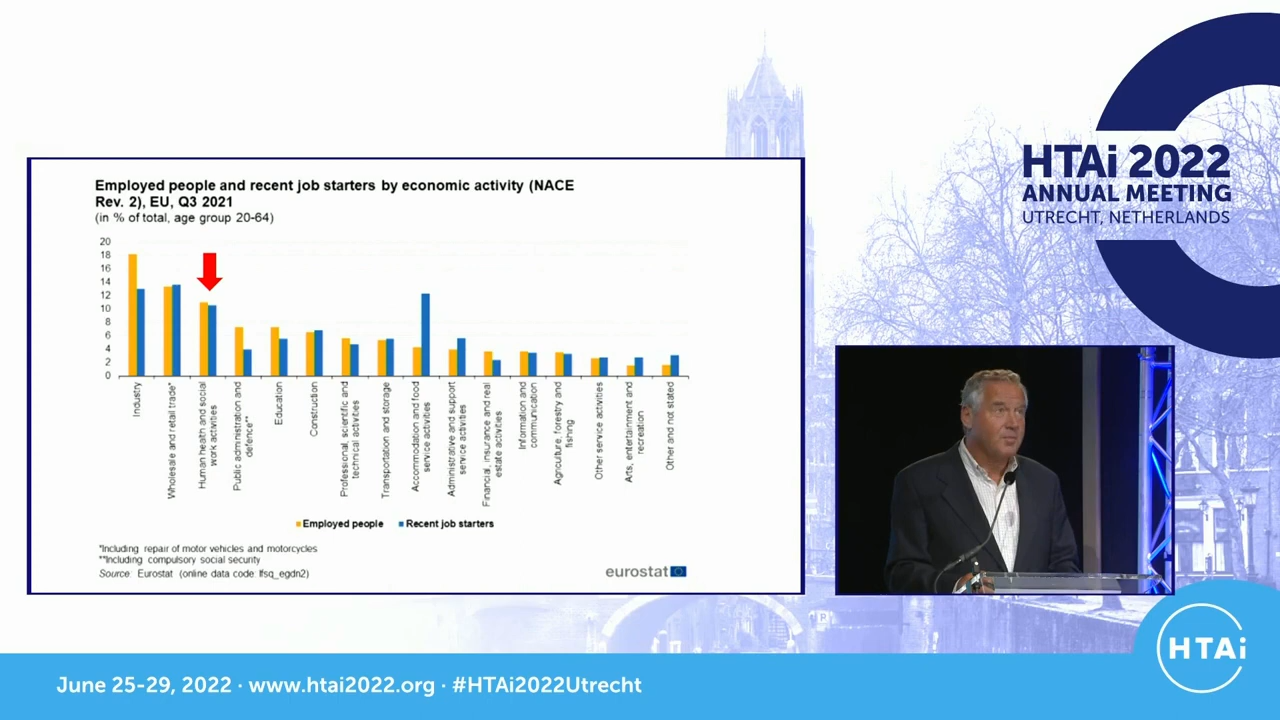 HTAi 2022
ANNUAL MEETING
UTRECHT, NETHERLANDS
Employed people and recent job starters by economic activity (NACE
Rev. 2), EU, Q3 2021
(in % of total, age group 20-64)
20
18
16
14
12
10
8
6
4
2
0
Industry
Wholesale and retail trade*
Human health and social
work activities
Public administration and
defence**
Education
Construction
Professional, scientific and
technical activities
Transportation and storage
Accommodation and food
service activities
Administrative and support
service activities
Financial, insurance and real
estate activities
Information and
communication
Agriculture, forestry and
fishing
Other service activities
Arts, entertainment and
recreation
Other and not stated
Employed people
Recent job starters
*Including repair of motor vehicles and motorcycles
**Including compulsory social security
Source: Eurostat (online data code: lfsq_egdn2)
eurostat
HTAi
June 25-29, 2022 · www.htai2022.org · #HTAi2022Utrecht